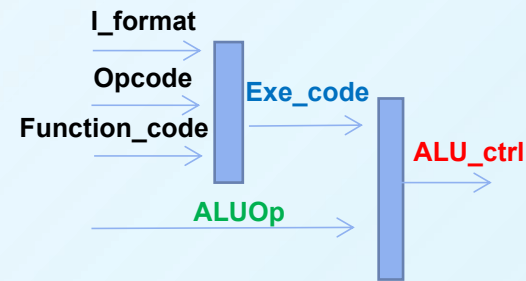 I_format
Opcode
Exe_code
Function_code
ALU_ctrl
ALUOp